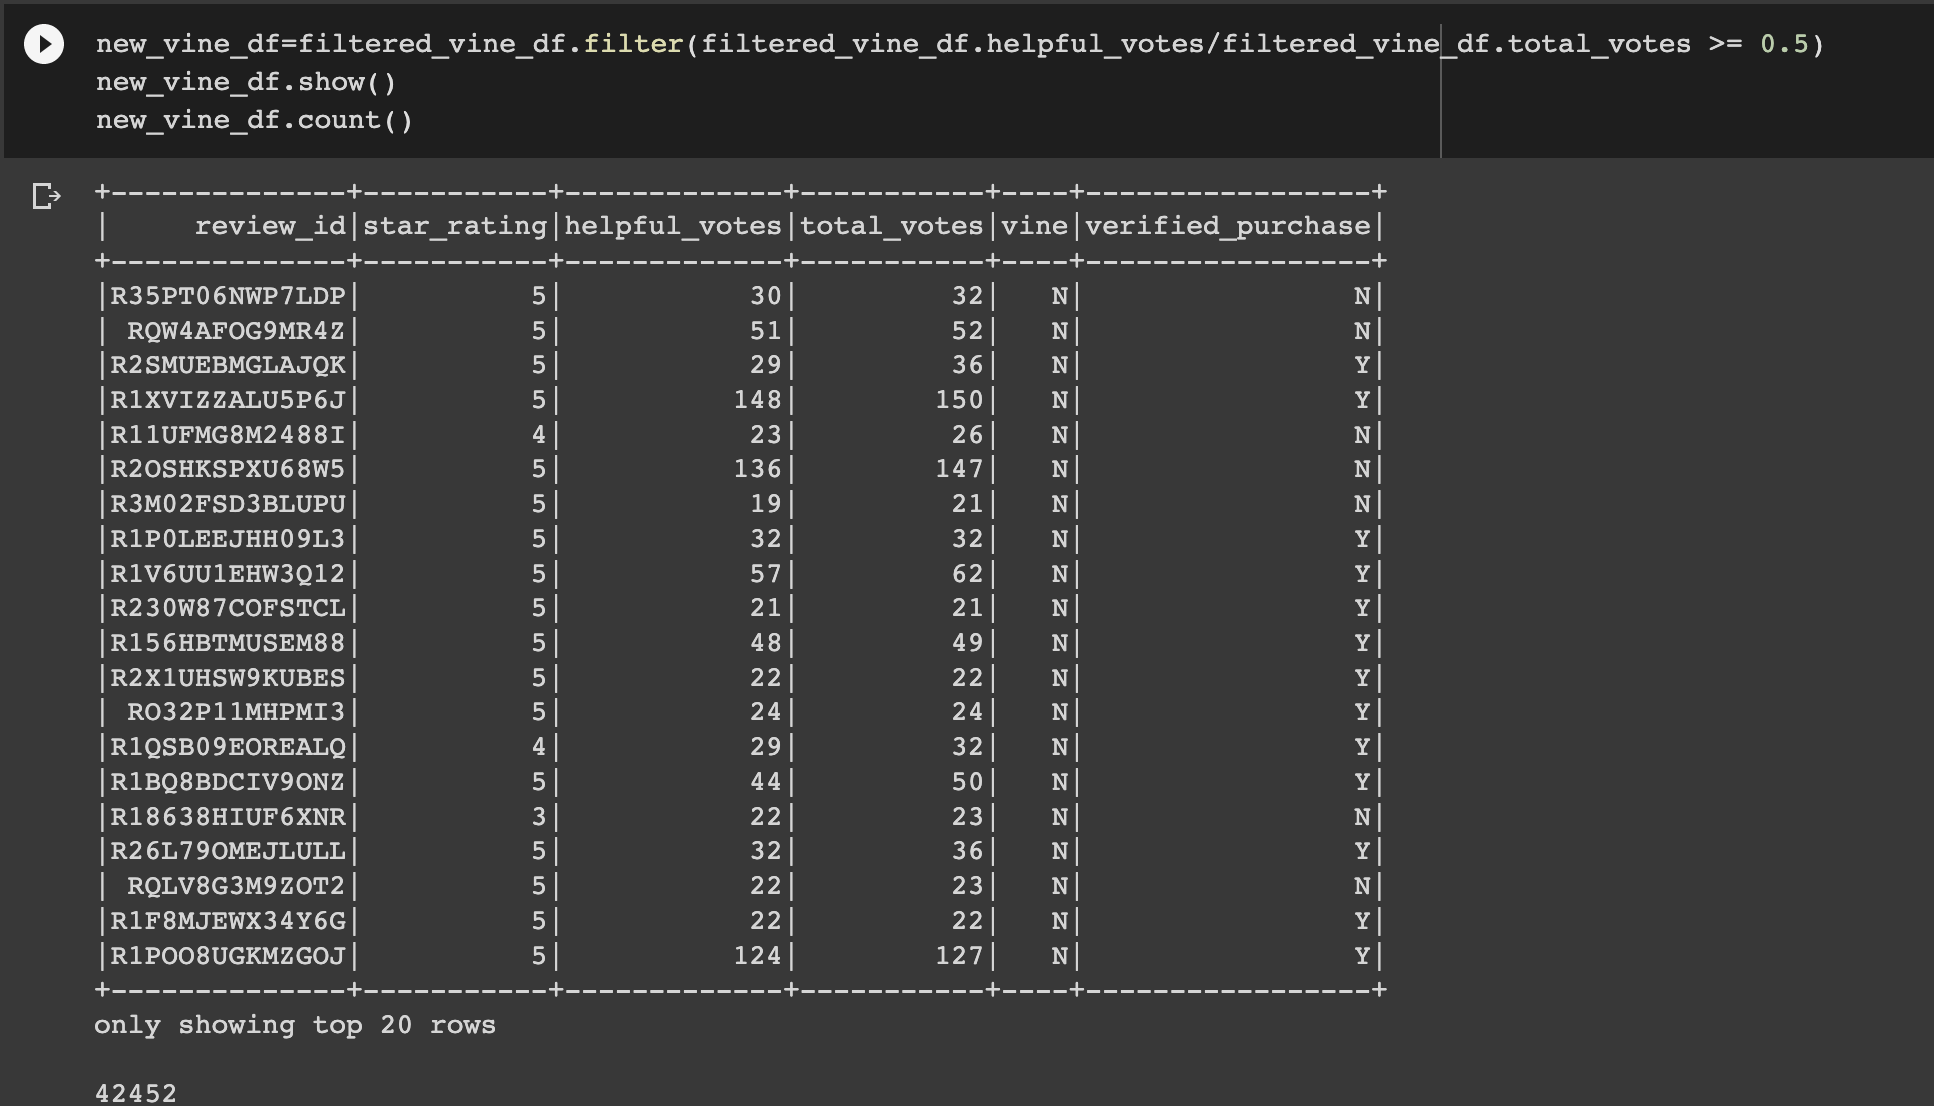 new_vine_df=filtered_vine_df.filter(filtered_vine_df.helpful_votes/filtered_vine_df.total_votes >= 0.5)
new_vine_df.show()
new_vine_df.count()
+--------------+-----------+-------------+-----------+----+-----------------+
|     review_id|star_rating|helpful_votes|total_votes|vine|verified_purchase|
+--------------+-----------+-------------+-----------+----+-----------------+
|R35PT06NWP7LDP|          5|           30|         32|   N|                N|
| RQW4AFOG9MR4Z|          5|           51|         52|   N|                N|
|R2SMUEBMGLAJQK|          5|           29|         36|   N|                Y|
|R1XVIZZALU5P6J|          5|          148|        150|   N|                Y|
|R11UFMG8M2488I|          4|           23|         26|   N|                N|
|R2OSHKSPXU68W5|          5|          136|        147|   N|                N|
|R3M02FSD3BLUPU|          5|           19|         21|   N|                N|
|R1P0LEEJHH09L3|          5|           32|         32|   N|                Y|
|R1V6UU1EHW3Q12|          5|           57|         62|   N|                Y|
|R230W87COFSTCL|          5|           21|         21|   N|                Y|
|R156HBTMUSEM88|          5|           48|         49|   N|                Y|
|R2X1UHSW9KUBES|          5|           22|         22|   N|                Y|
| RO32P11MHPMI3|          5|           24|         24|   N|                Y|
|R1QSB09EOREALQ|          4|           29|         32|   N|                Y|
|R1BQ8BDCIV9ONZ|          5|           44|         50|   N|                Y|
|R18638HIUF6XNR|          3|           22|         23|   N|                N|
|R26L79OMEJLULL|          5|           32|         36|   N|                Y|
| RQLV8G3M9ZOT2|          5|           22|         23|   N|                N|
|R1F8MJEWX34Y6G|          5|           22|         22|   N|                Y|
|R1POO8UGKMZGOJ|          5|          124|        127|   N|                Y|
+--------------+-----------+-------------+-----------+----+-----------------+
only showing top 20 rows
42452